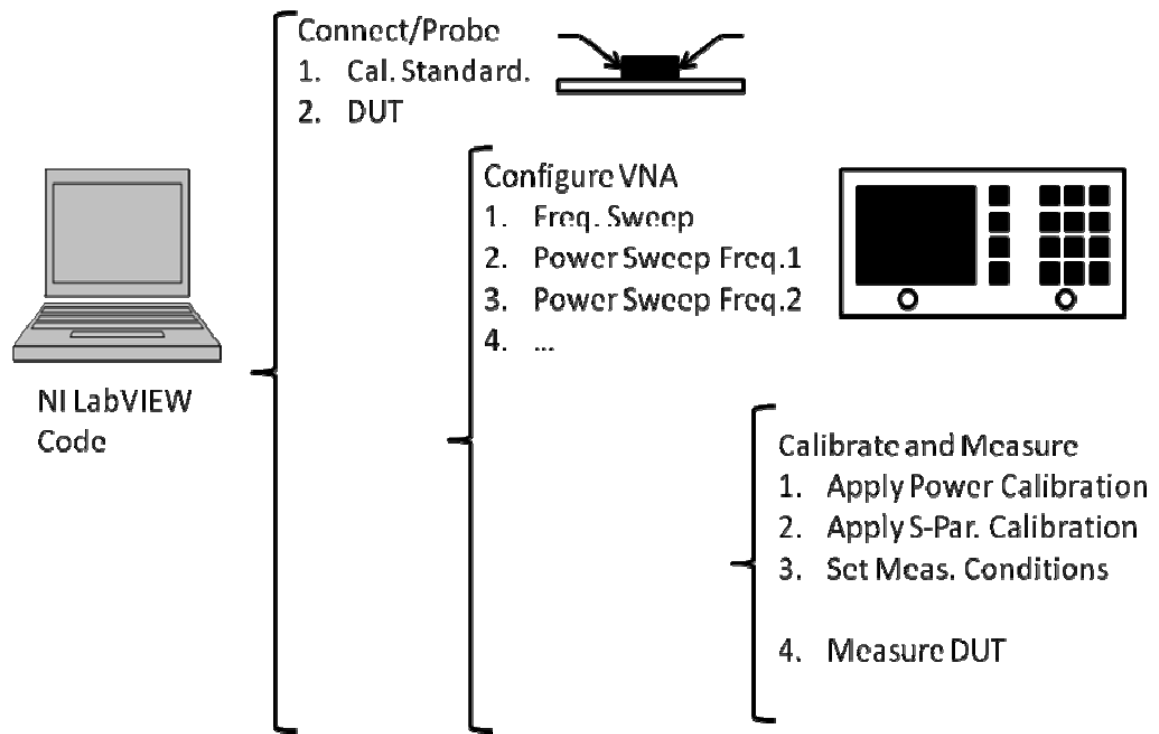 Connect/Probe
1. Cal. Standard.
2. DUT
Configure VNA
1. Freq. Sweep
2. Power Sweep Freq.1
3. Power Sweep Freq.2
4. ...
NI LabVIEW
Code
Calibrate and Measure
1. Apply Power Calibration
2. Apply S-Par. Calibration
3. Set Meas. Conditions
4. Measure DUT